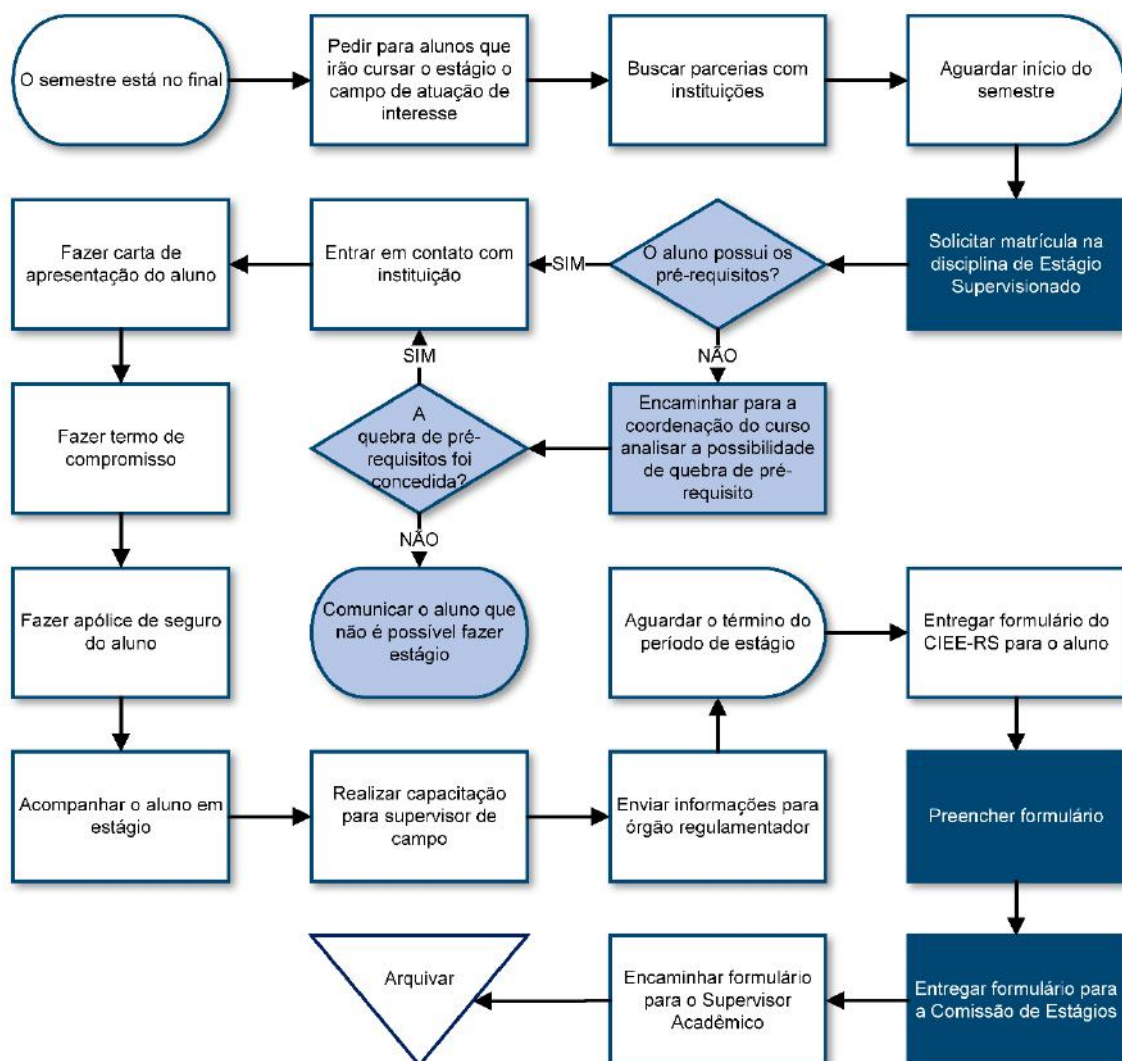 O semestre está no final
Pedir para alunos que
irão cursar o estágio o
campo de atuação de
interesse
Buscar parcerias com
instituições
Aguardar início do
semestre
Solicitar matrícula na
disciplina de Estágio
Supervisionado
O aluno possui os
pré-requisitos?
SIM
Entrar em contato com
instituição
Fazer carta de
apresentação do aluno
NÃO
Encaminhar para a
coordenação do curso
analisar a possibilidade
de quebra de pré-
requisito
A
quebra de pré-
requisitos foi
concedida?
SIM
NÃO
Comunicar o aluno que
não é possível fazer
estágio
Fazer termo de
compromisso
Fazer apólice de seguro
do aluno
Acompanhar o aluno em
estágio
Realizar capacitação
para supervisor de
campo
Enviar informações para
órgão regulamentador
Aguardar o término do
período de estágio
Entregar formulário do
CIEE-RS para o aluno
Preencher formulário
Entregar formulário para
a Comissão de Estágios
Encaminhar formulário
para o Supervisor
Acadêmico
Arquivar